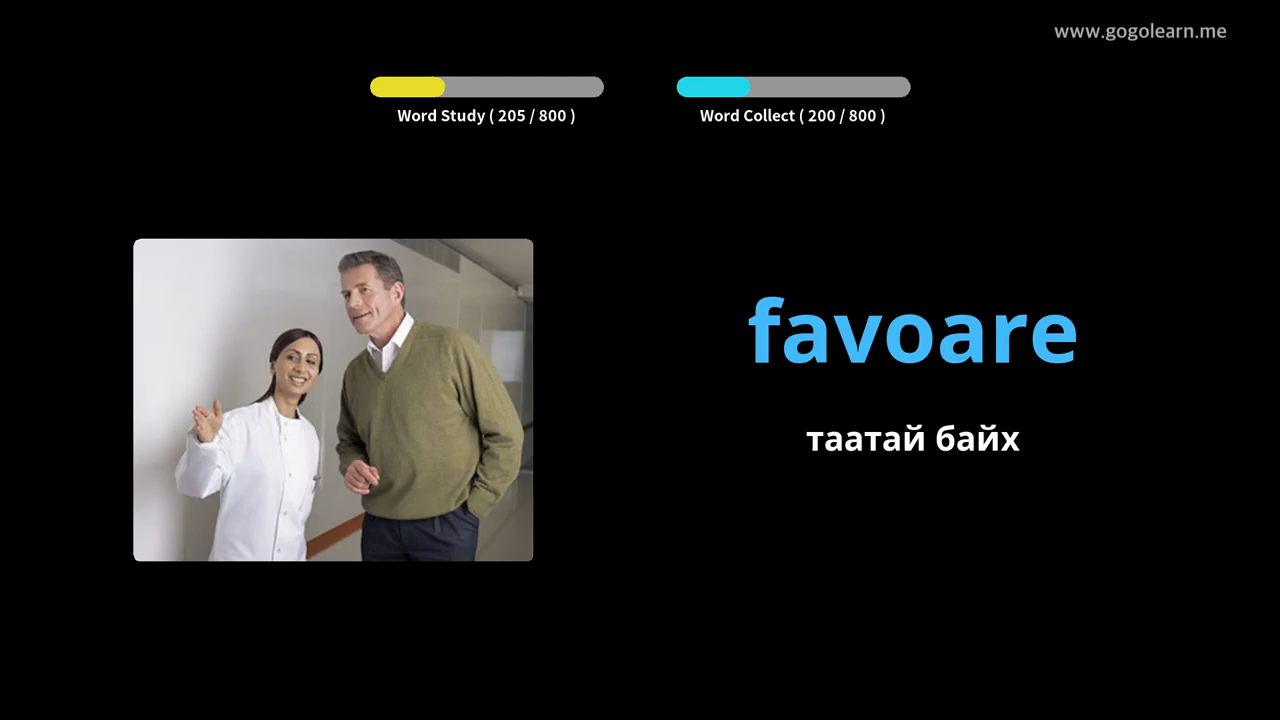 www.gogolearn.me
Word Study ( 205 / 800 )
Word Collect ( 200 / 800 )
favoare
таатай байх